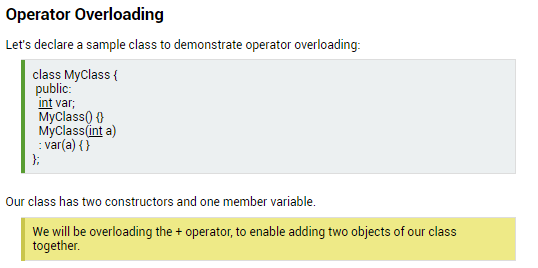 Operator Overloading
Let's declare a sample class to demonstrate operator overloading:
class MyClass {
public:
int var;
MyClass() {}
MyClass(int a)
: var(a) { }
};
Our class has two constructors and one member variable.
We will be overloading the + operator, to enable adding two objects of our class
together.